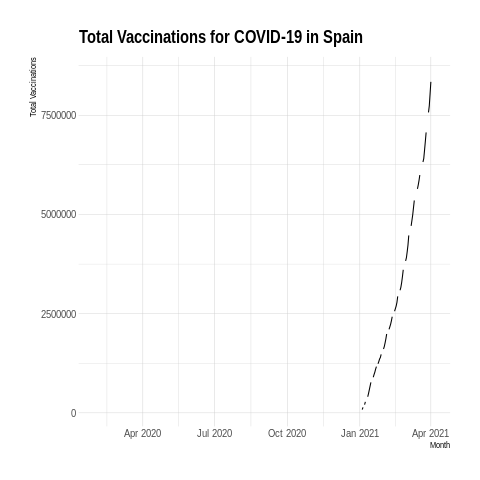 Total Vaccinations for COVID-19 in Spain
Total Vaccinations
7500000
5000000
2500000
0
Apr 2020 Jul 2020 Oct 2020 Jan 2021 Apr 2021
Month